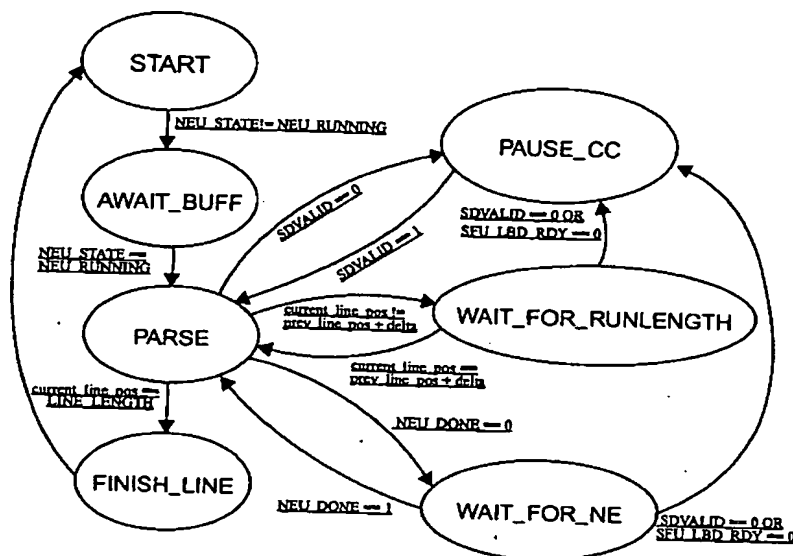 START
NEU_STATE!= NEU_RUNNING
PAUSE_CC
AWAIT_BUFF
SDVALID == 0
SDVALID == 1
SDVALID == 0 OR
SFU_LBD_RDY == 0
NEU_STATE ==
NEU_RUNNING
PARSE
current_line_pos !=
prev_line_pos + delta
WAIT_FOR_RUNLENGTH
current_line_pos ==
prev_line_pos + delta
current_line_pos ==
LINE_LENGTH
NEU_DONE == 0
FINISH_LINE
NEU_DONE == 1
WAIT_FOR_NE
SDVALID == 0 OR
SFU_LBD_RDY == 0